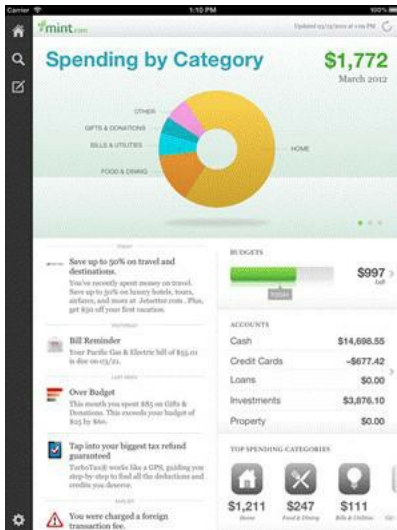 Carrier 1:10 PM 100%
mint.com
Spending by Category
$1,772
March 2012
OTHER
GIFTS & DONATIONS
BILLS & UTILITIES
FOOD & DINING
HOME
TODAY
Save up to 50% on travel and
destinations.
You've recently spent money on travel.
Save up to 50% on luxury hotels, tours,
airfares, and more at Jetsetter.com. Plus,
get $50 off your first vacation.
YESTERDAY
Bill Reminder
Your Pacific Gas & Electric bill of $55.01
is due on 03/21.
LAST WEEK
Over Budget
This month you spent $85 on Gifts &
Donations. This exceeds your budget of
$25 by $60.
Tap into your biggest tax refund
guaranteed
TurboTax® works like a GPS, guiding you
step-by-step to find all the deductions and
credits you deserve.
EARLIER
You were charged a foreign
transaction fee.
BUDGETS
$997
Left
TODAY
ACCOUNTS
Cash $14,698.55
Credit Cards -$677.42
Loans $0.00
Investments $3,876.10
Property $0.00
TOP SPENDING CATEGORIES
$1,211 $247 $111
Home Food & Dining Bills & Utilities